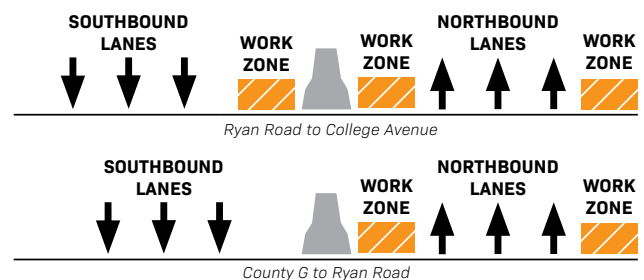 SOUTHBOUND
LANES
WORK
ZONE
WORK
ZONE
NORTHBOUND
LANES
WORK
ZONE
Ryan Road to College Avenue
SOUTHBOUND
LANES
WORK
ZONE
NORTHBOUND
LANES
WORK
ZONE
County G to Ryan Road